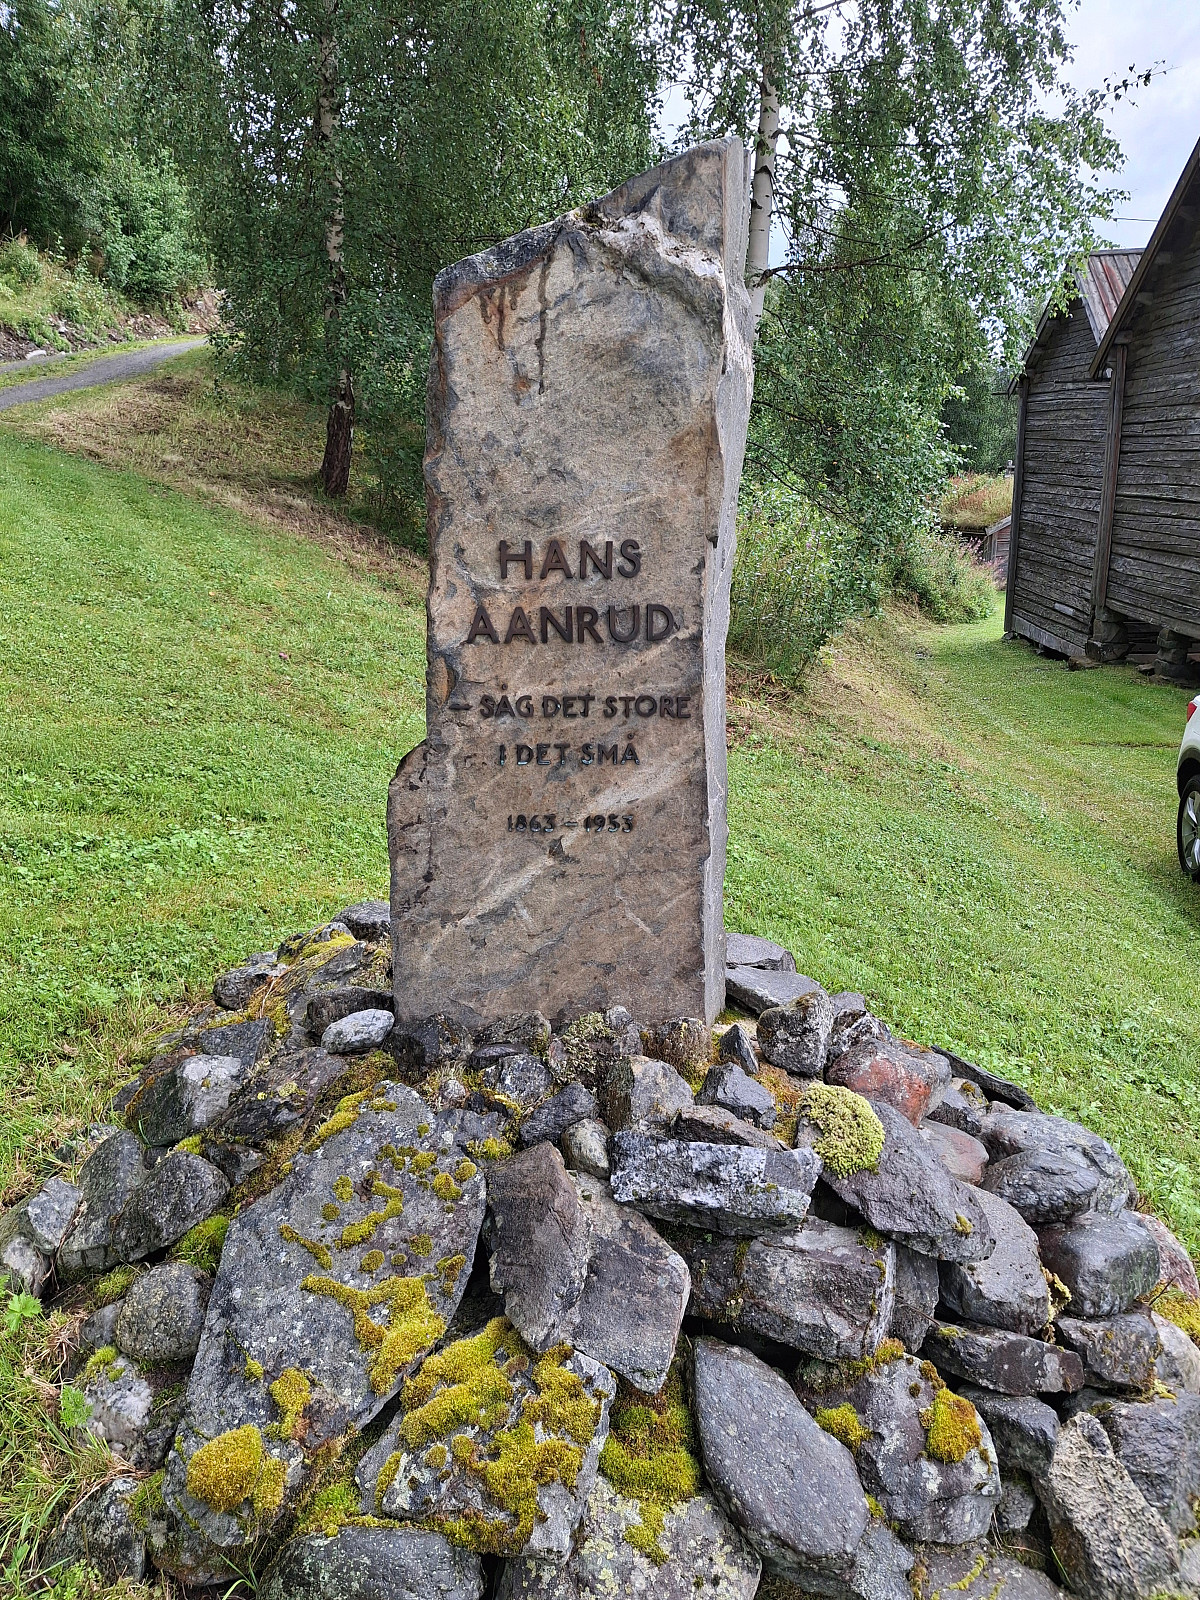 HANS
AANRUD
– SÅG DET STORE
I DET SMÅ
1863 – 1953